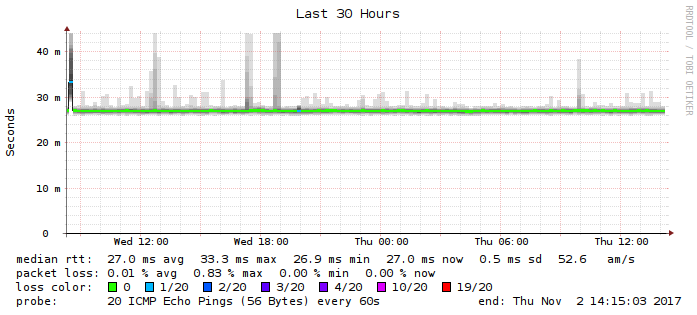 Last 30 Hours
RRDTOOL / TOBI OETIKER
Seconds
40 m
30 m
20 m
10 m
0
Wed 12:00 Wed 18:00 Thu 00:00 Thu 06:00 Thu 12:00
median rtt: 27.0 ms avg 33.3 ms max 26.9 ms min 27.0 ms now 0.5 ms sd 52.6 am/s
packet loss: 0.01 % avg 0.83 % max 0.00 % min 0.00 % now
loss color: 0 1/20 2/20 3/20 4/20 10/20 19/20
probe: 20 ICMP Echo Pings (56 Bytes) every 60s end: Thu Nov 2 14:15:03 2017